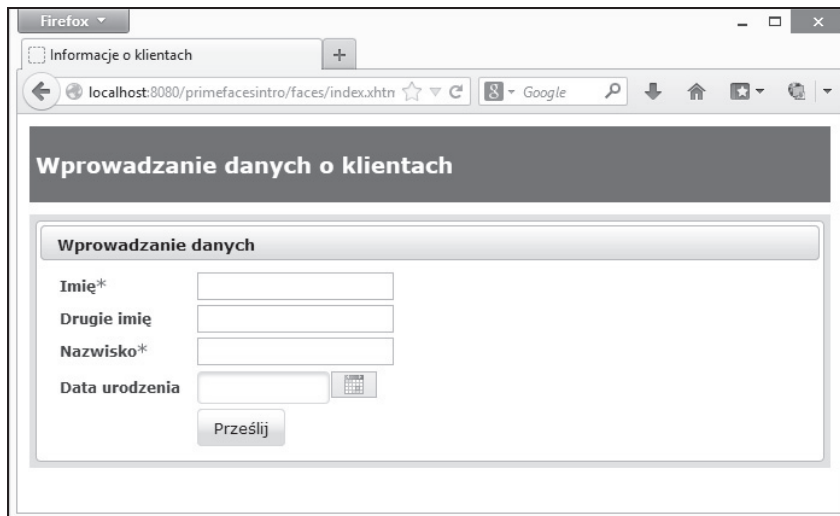 Firefox
Informacje o klientach
localhost:8080/primefacesintro/faces/index.xhtn
Google
Wprowadzanie danych o klientach
Wprowadzanie danych
Imię*
Drugie imię
Nazwisko*
Data urodzenia
Prześlij